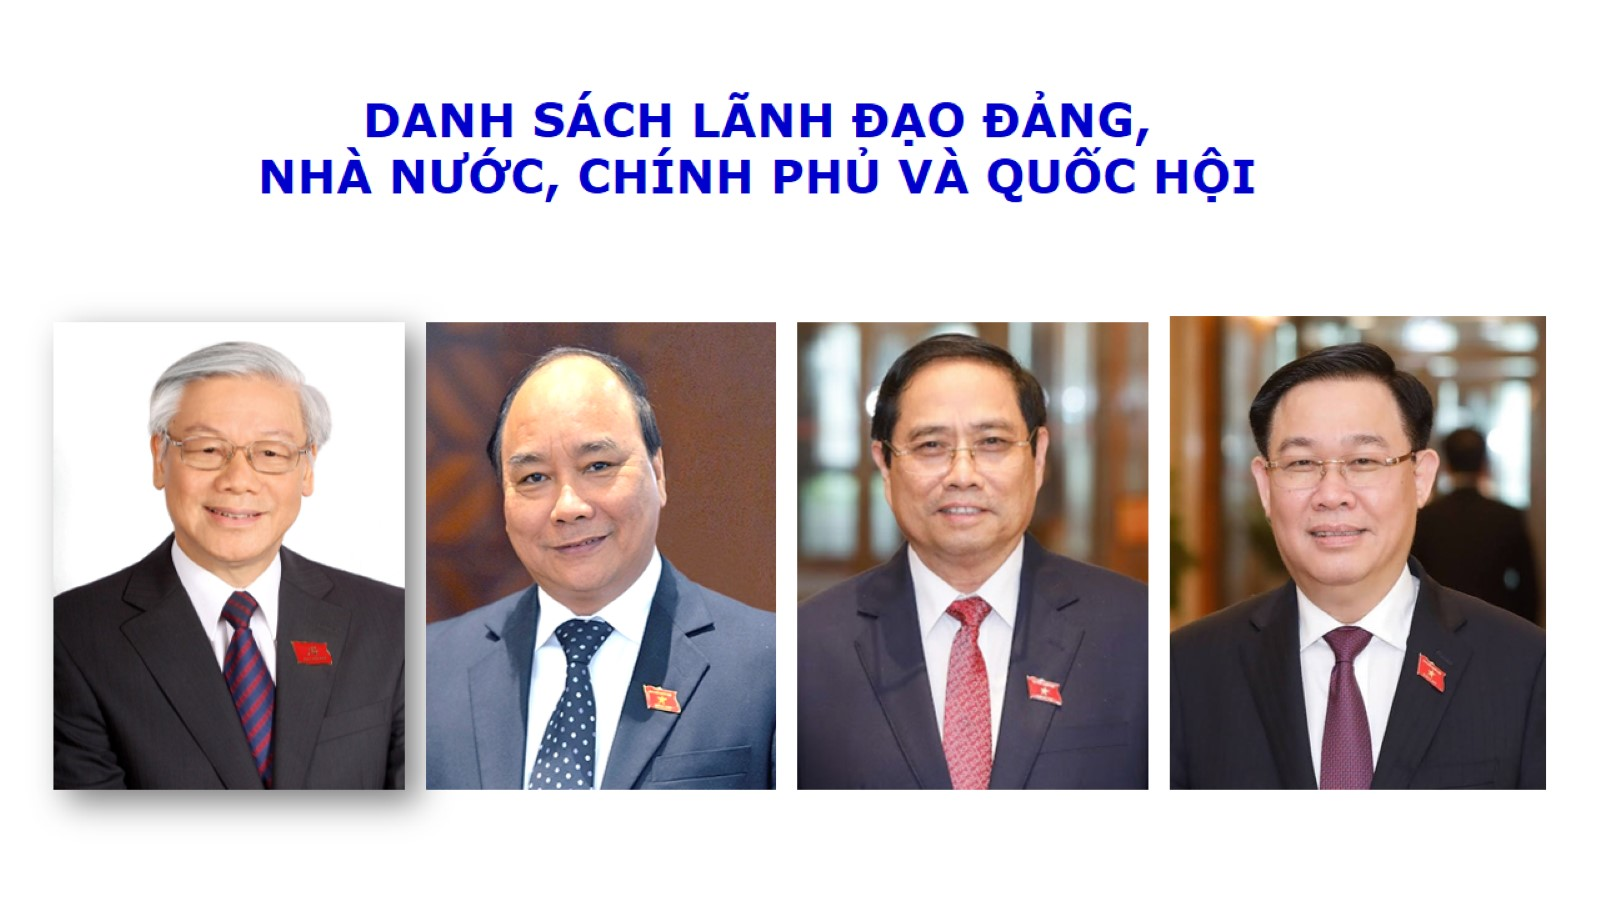 DANH SÁCH LÃNH ĐẠO ĐẢNG,
NHÀ NƯỚC, CHÍNH PHỦ VÀ QUỐC HỘI